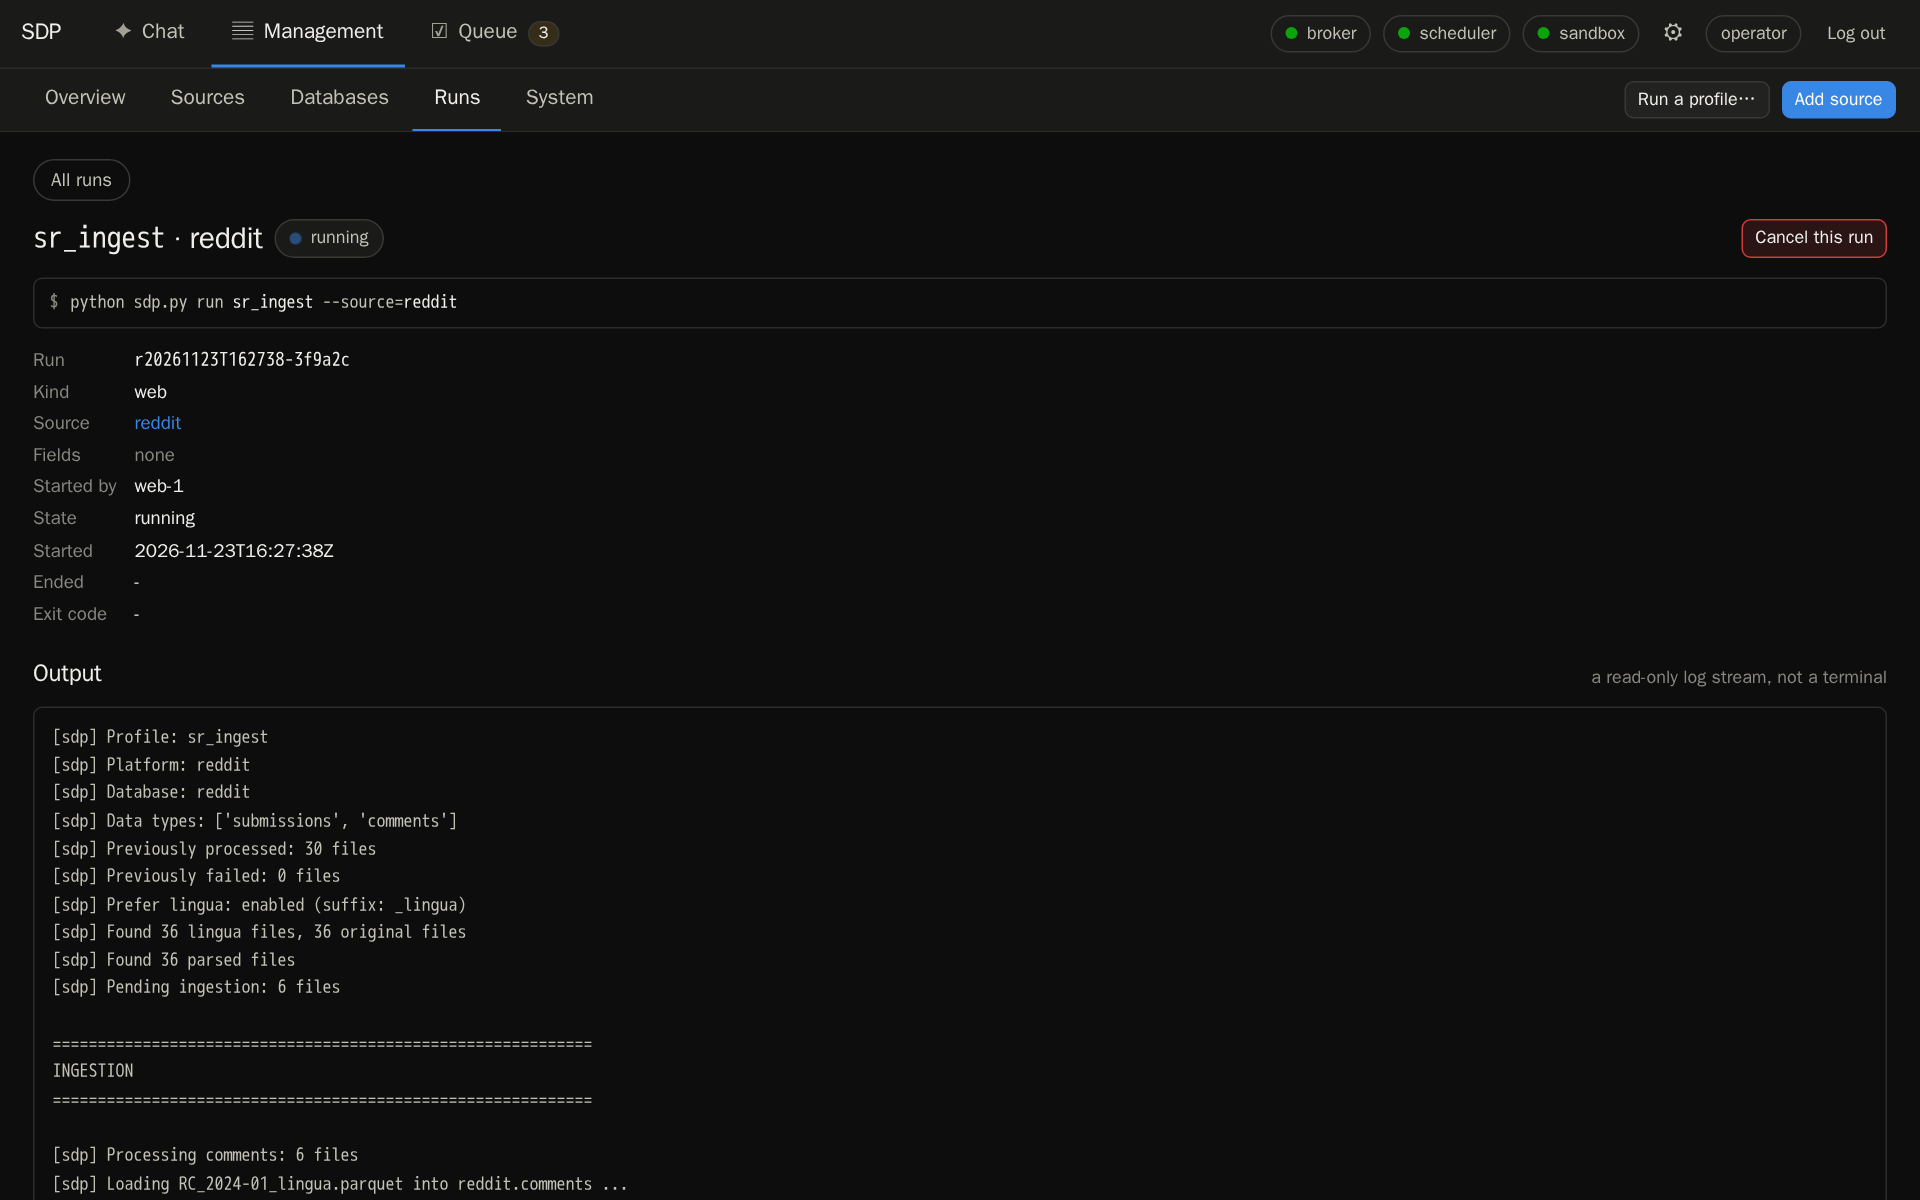 SDP
Chat
Management
Queue 3
broker
scheduler
sandbox
operator
Log out
Overview
Sources
Databases
Runs
System
Run a profile···
Add source
All runs
sr_ingest · reddit
running
Cancel this run
$ python sdp.py run sr_ingest --source=reddit
Run r20261123T162738-3f9a2c
Kind web
Source reddit
Fields none
Started by web-1
State running
Started 2026-11-23T16:27:38Z
Ended -
Exit code -
Output
a read-only log stream, not a terminal
[sdp] Profile: sr_ingest
[sdp] Platform: reddit
[sdp] Database: reddit
[sdp] Data types: ['submissions', 'comments']
[sdp] Previously processed: 30 files
[sdp] Previously failed: 0 files
[sdp] Prefer lingua: enabled (suffix: _lingua)
[sdp] Found 36 lingua files, 36 original files
[sdp] Found 36 parsed files
[sdp] Pending ingestion: 6 files
============================================================
INGESTION
============================================================
[sdp] Processing comments: 6 files
[sdp] Loading RC_2024-01_lingua.parquet into reddit.comments ...